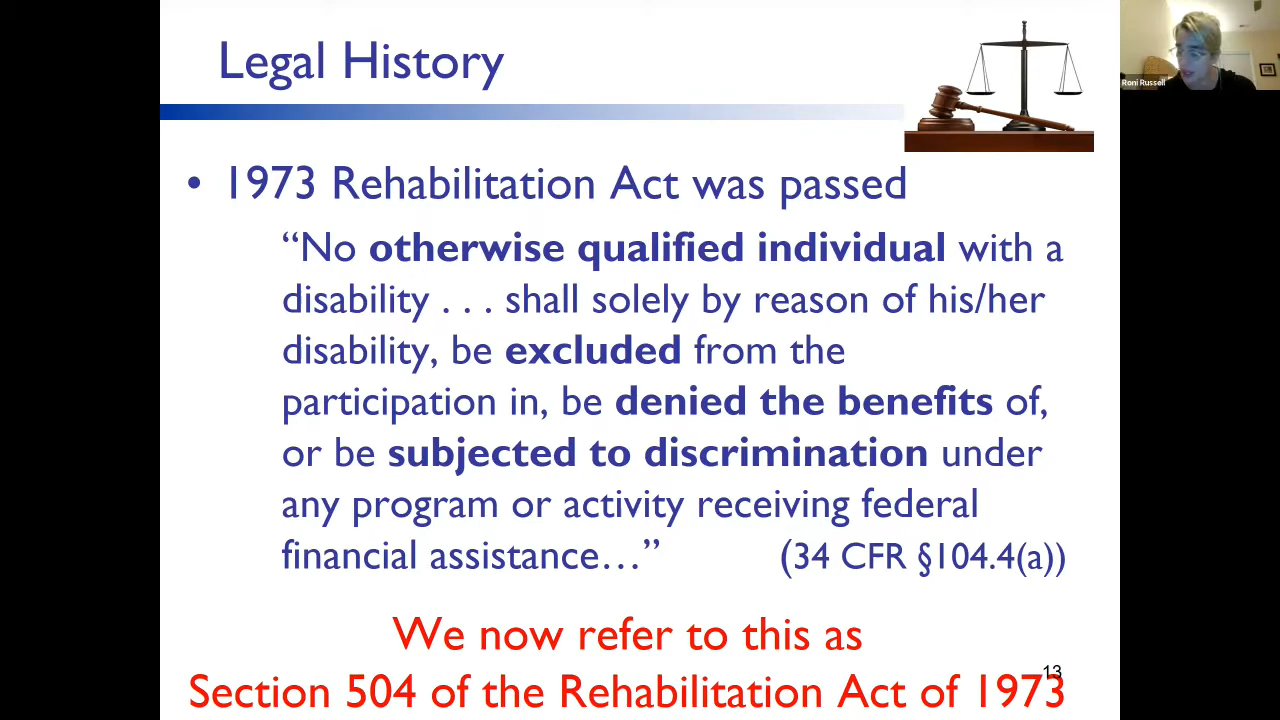 Legal History
Roni Russell
• 1973 Rehabilitation Act was passed
“No otherwise qualified individual with a
disability . . . shall solely by reason of his/her
disability, be excluded from the
participation in, be denied the benefits of,
or be subjected to discrimination under
any program or activity receiving federal
financial assistance…” (34 CFR §104.4(a))
We now refer to this as
13
Section 504 of the Rehabilitation Act of 1973